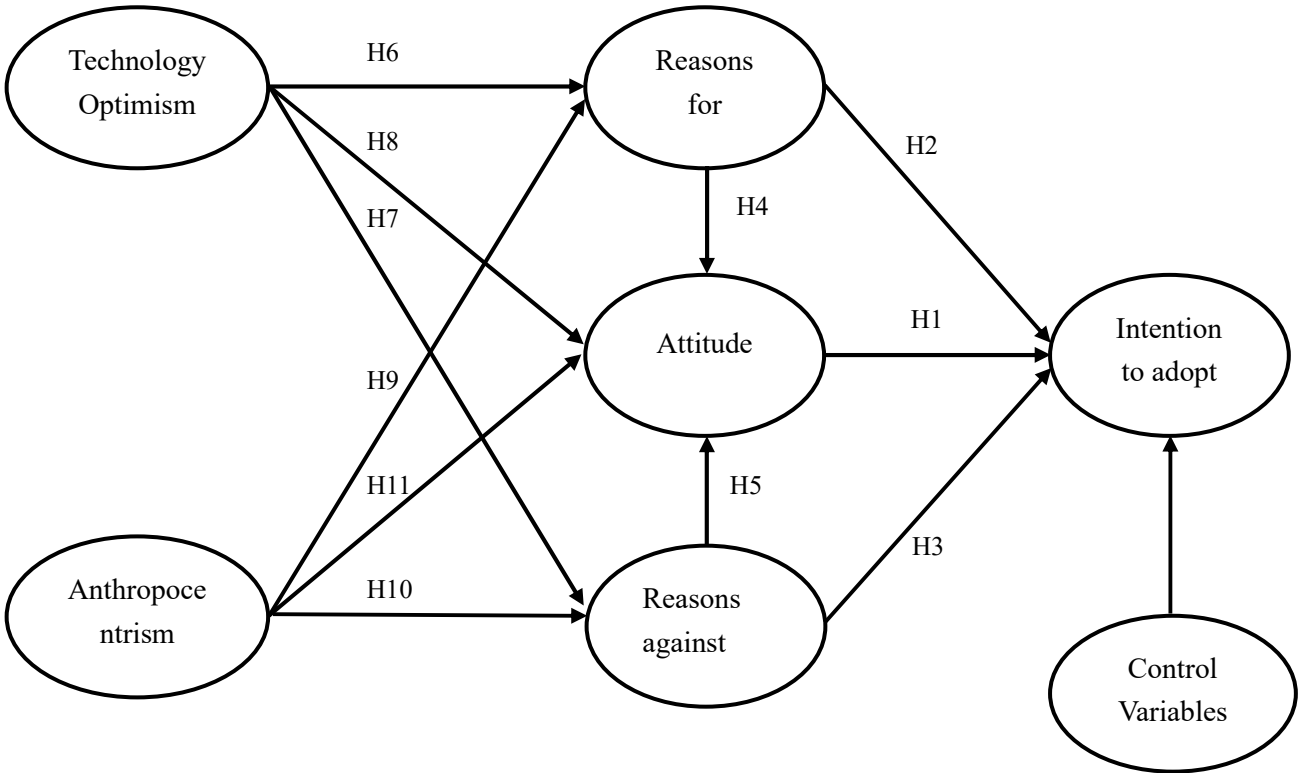 Technology
Optimism
H6
Reasons
for
H8
H2
H7
H4
Attitude
H1
Intention
to adopt
H9
H11
H5
H3
Anthropoce
ntrism
H10
Reasons
against
Control
Variables